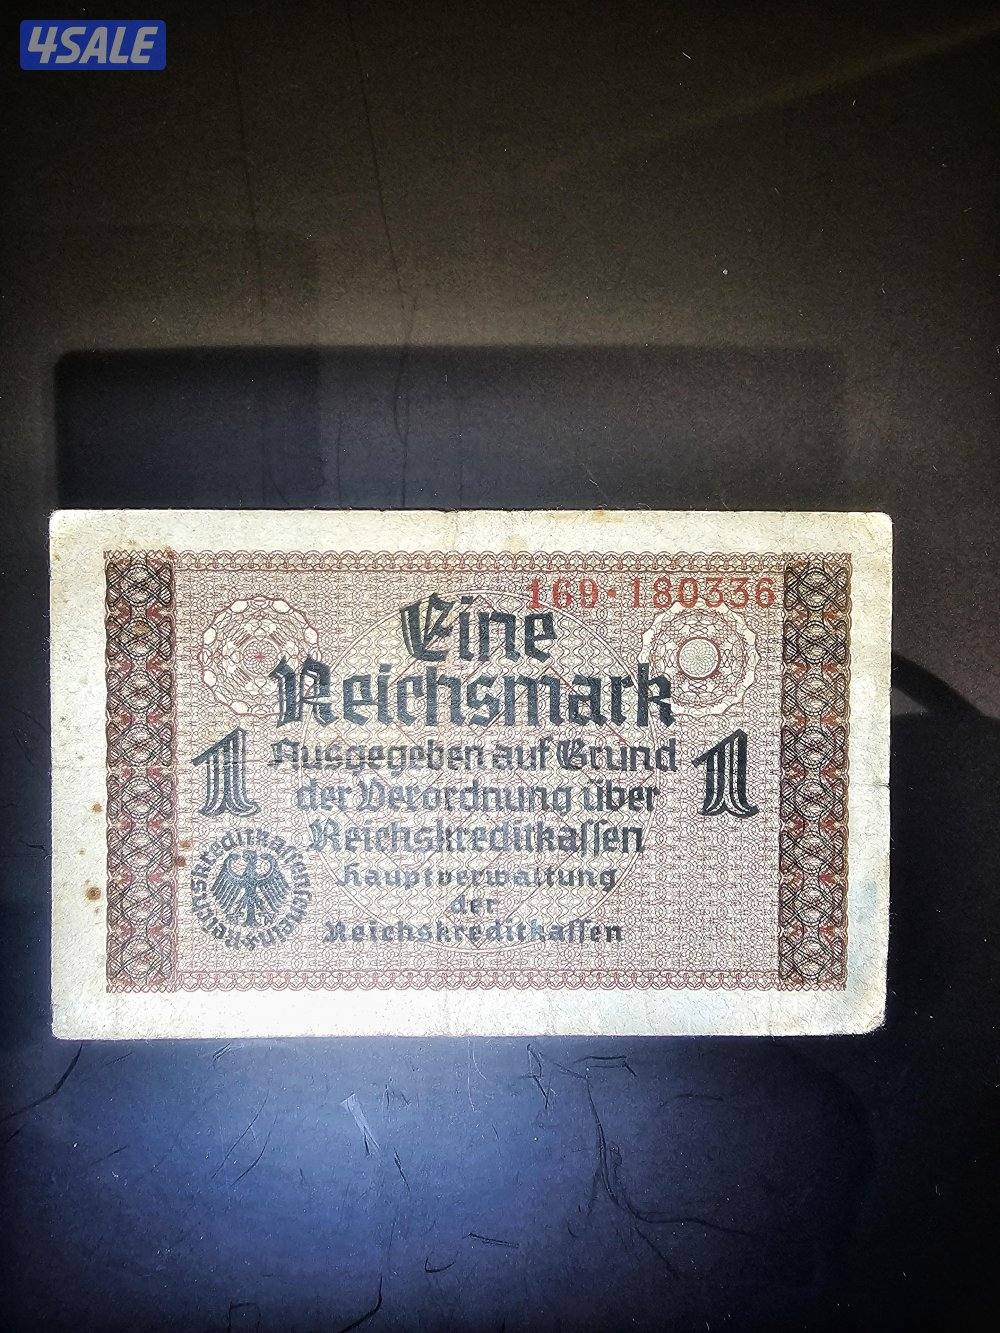 4SALE
169·180336
Eine
Reichsmark
1
1
Ausgegeben auf Grund
der Verordnung über
Reichskreditkassen
Hauptverwaltung
der
Reichskreditkassen